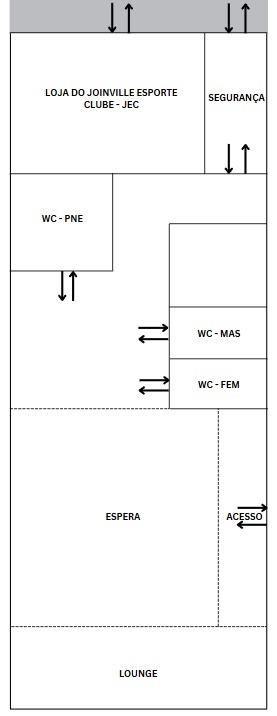 LOJA DO JOINVILLE ESPORTE
CLUBE - JEC
SEGURANÇA
WC - PNE
WC - MAS
WC - FEM
ESPERA
ACESSO
LOUNGE